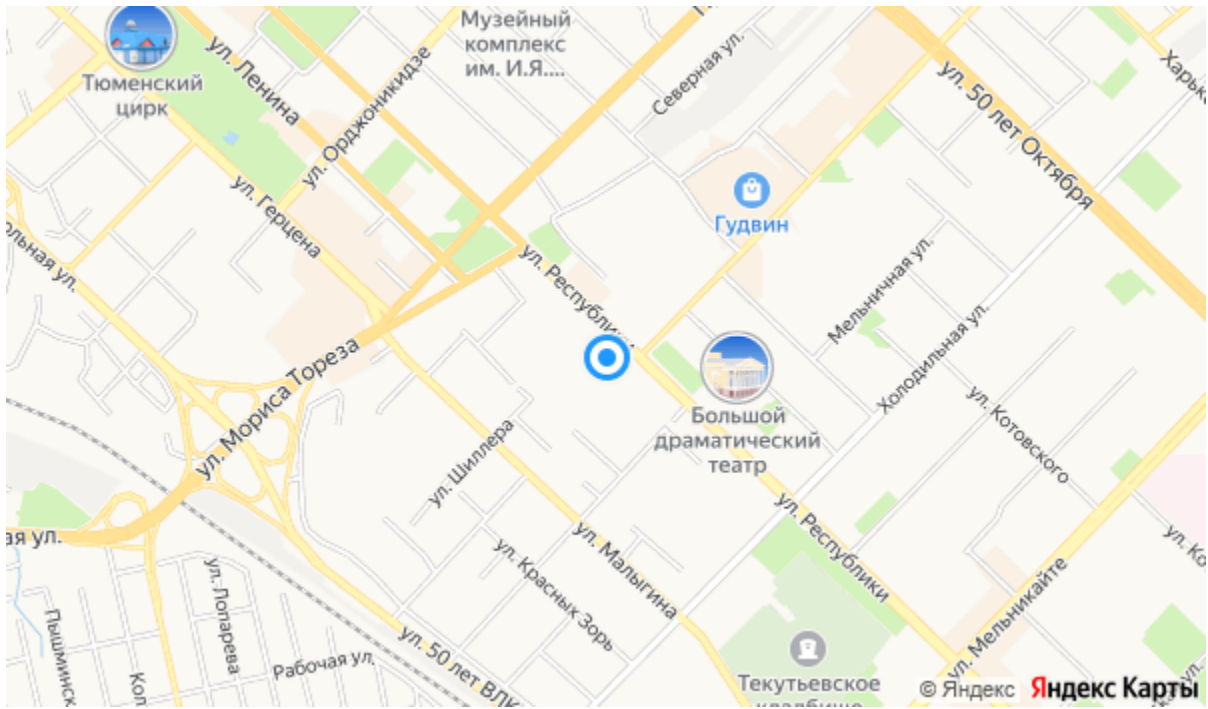 Музейный
комплекс
им. И.Я....
Тюменский
цирк
ул. Ленина
ул. Орджоникидзе
Северная ул.
ул. 50 лет Октября
Гудвин
ул. Герцена
ул. Республики
Мельничная ул.
Холодильная ул.
ул. Мориса Тореза
Большой
драматический
театр
ул. Котовского
ул. Шиллера
ул. Республики
ул. Малыгина
ул. Красных Зорь
ул. Мельникайте
ул. Лопарева
Рабочая ул.
ул. 50 лет ВЛК
Текутьевское
кладбище
© Яндекс Яндекс Карты